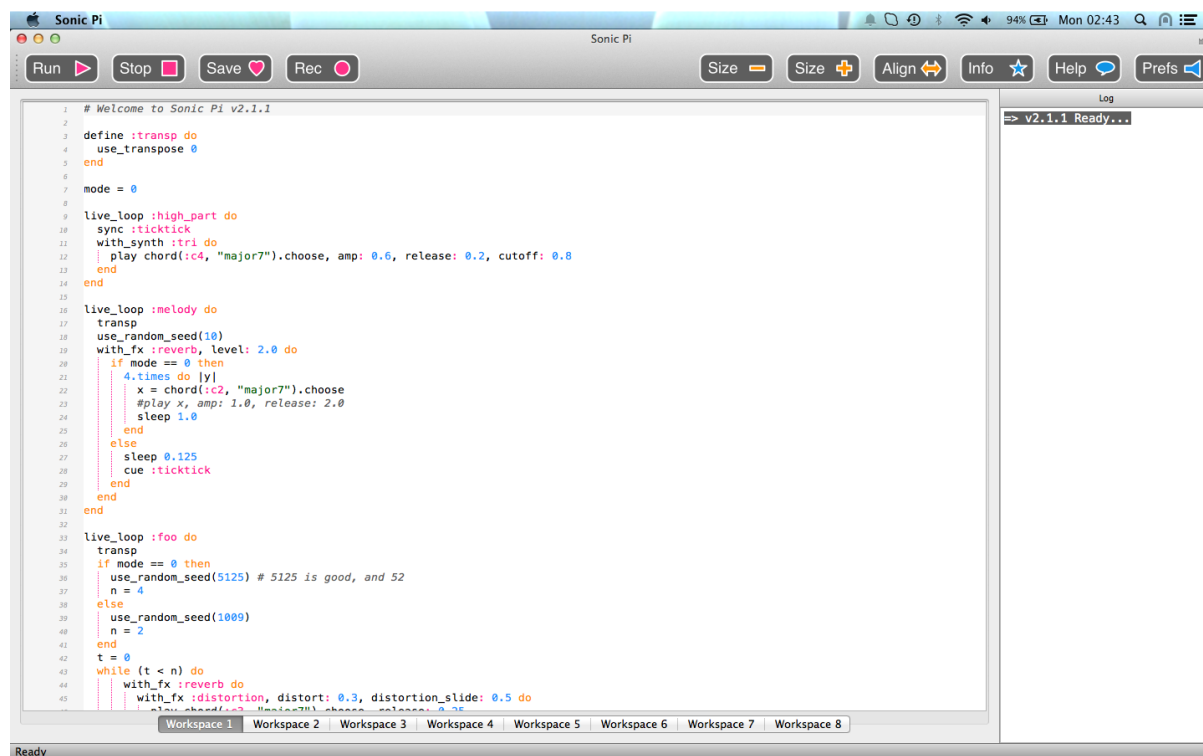 Sonic Pi 94% Mon 02:43
Sonic Pi
Run Stop Save Rec Size Size Align Info Help Prefs
Log
=> v2.1.1 Ready...
1 # Welcome to Sonic Pi v2.1.1
2
3 define :transp do
4   use_transpose 0
5 end
6
7 mode = 0
8
9 live_loop :high_part do
10   sync :ticktick
11   with_synth :tri do
12     play chord(:c4, "major7").choose, amp: 0.6, release: 0.2, cutoff: 0.8
13   end
14 end
15
16 live_loop :melody do
17   transp
18   use_random_seed(10)
19   with_fx :reverb, level: 2.0 do
20     if mode == 0 then
21       4.times do |y|
22         x = chord(:c2, "major7").choose
23         #play x, amp: 1.0, release: 2.0
24         sleep 1.0
25       end
26     else
27       sleep 0.125
28       cue :ticktick
29     end
30   end
31 end
32
33 live_loop :foo do
34   transp
35   if mode == 0 then
36     use_random_seed(5125) # 5125 is good, and 52
37     n = 4
38   else
39     use_random_seed(1009)
40     n = 2
41   end
42   t = 0
43   while (t < n) do
44       with_fx :reverb do
45         with_fx :distortion, distort: 0.3, distortion_slide: 0.5 do
Workspace 1 Workspace 2 Workspace 3 Workspace 4 Workspace 5 Workspace 6 Workspace 7 Workspace 8
Ready